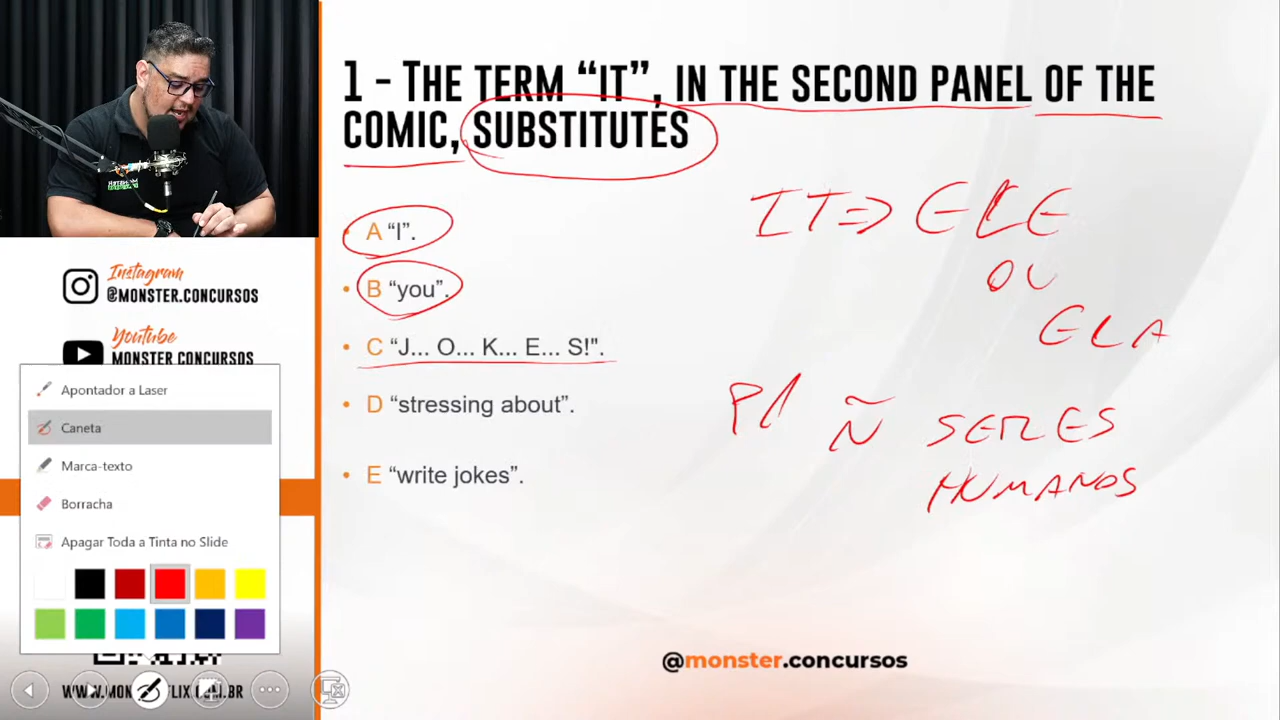 1 - THE TERM “IT”, IN THE SECOND PANEL OF THE
COMIC, SUBSTITUTES
A “I”.
B “you”.
C “J... O... K... E... S!".
D “stressing about”.
E “write jokes”.
IT => ELE
OU
ELA
P/ Ñ SERES
HUMANOS
Instagram
@MONSTER.CONCURSOS
Youtube
MONSTER CONCURSOS
Apontador a Laser
Caneta
Marca-texto
Borracha
Apagar Toda a Tinta no Slide
@monster.concursos